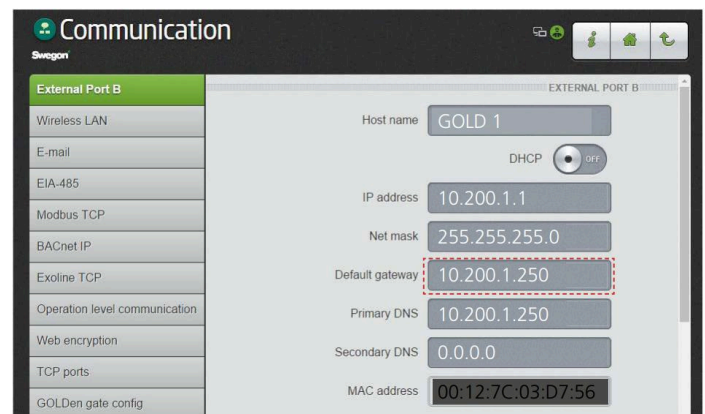 Communication
Swegon
External Port B
Wireless LAN
E-mail
EIA-485
Modbus TCP
BACnet IP
Exoline TCP
Operation level communication
Web encryption
TCP ports
GOLDen gate config
EXTERNAL PORT B
Host name GOLD 1
DHCP OFF
IP address 10.200.1.1
Net mask 255.255.255.0
Default gateway 10.200.1.250
Primary DNS 10.200.1.250
Secondary DNS 0.0.0.0
MAC address 00:12:7C:03:D7:56